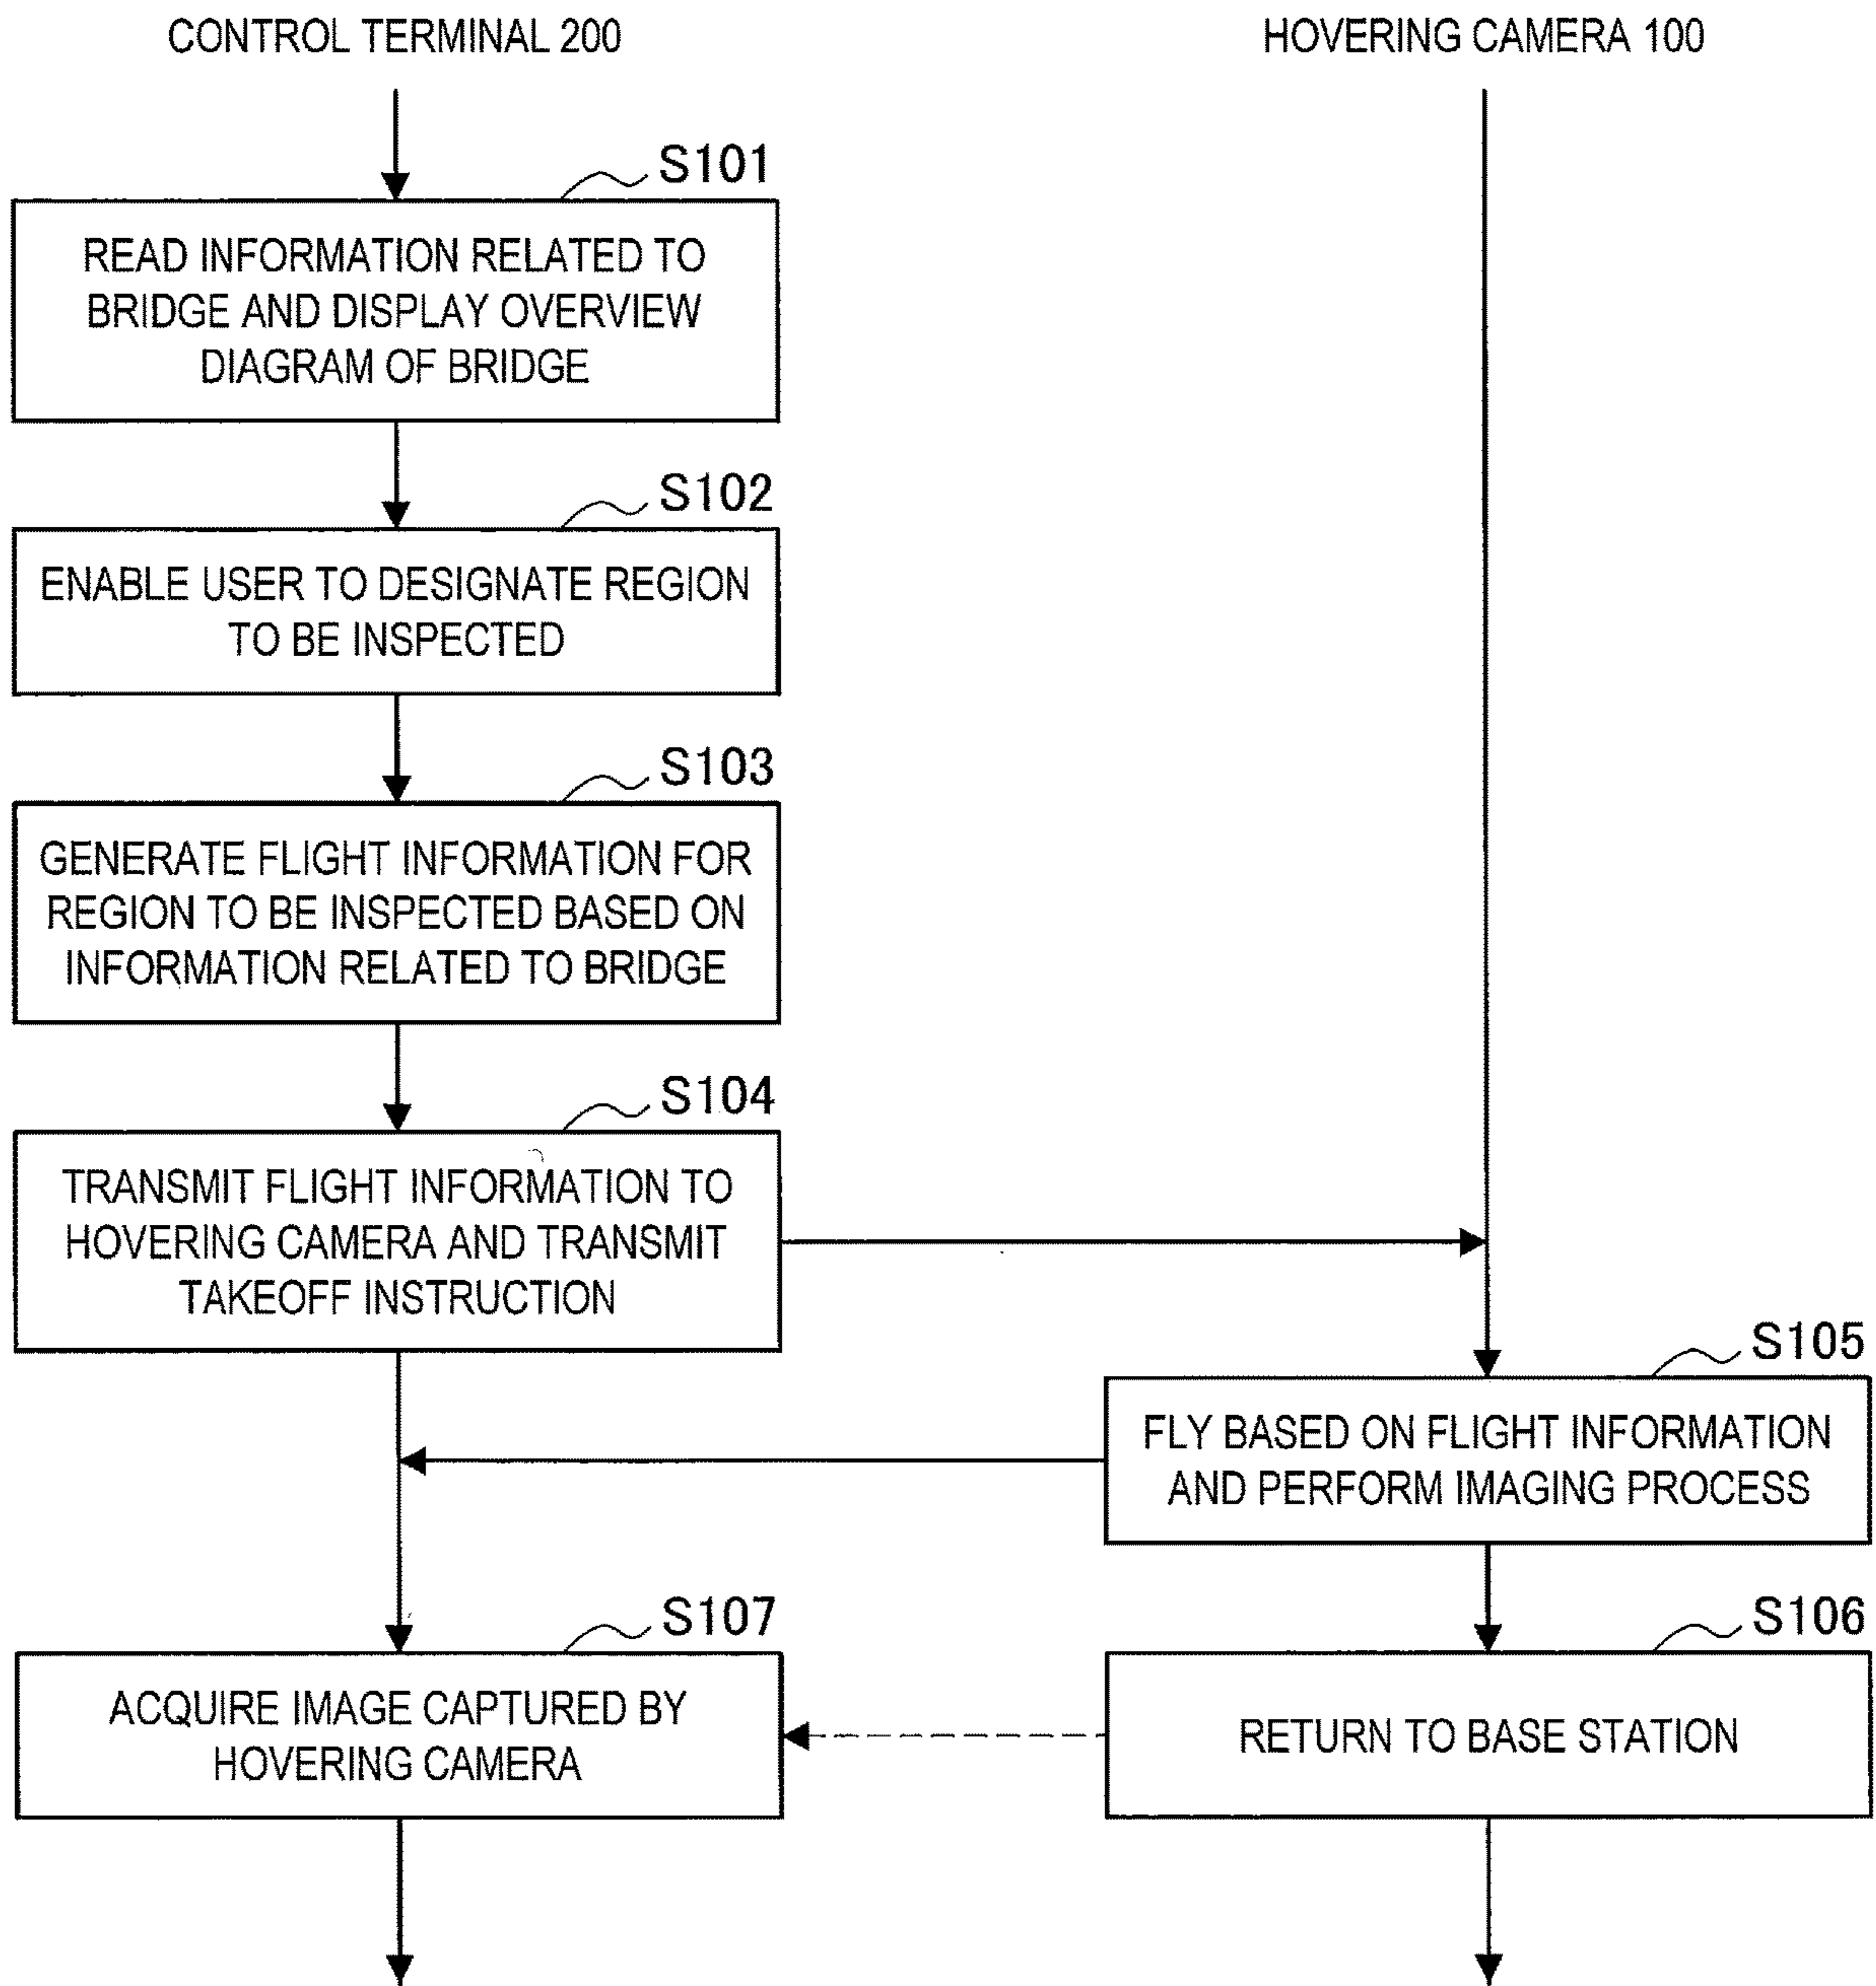 CONTROL TERMINAL 200
HOVERING CAMERA 100
S101
READ INFORMATION RELATED TO
BRIDGE AND DISPLAY OVERVIEW
DIAGRAM OF BRIDGE
S102
ENABLE USER TO DESIGNATE REGION
TO BE INSPECTED
S103
GENERATE FLIGHT INFORMATION FOR
REGION TO BE INSPECTED BASED ON
INFORMATION RELATED TO BRIDGE
S104
TRANSMIT FLIGHT INFORMATION TO
HOVERING CAMERA AND TRANSMIT
TAKEOFF INSTRUCTION
S105
FLY BASED ON FLIGHT INFORMATION
AND PERFORM IMAGING PROCESS
S107
ACQUIRE IMAGE CAPTURED BY
HOVERING CAMERA
S106
RETURN TO BASE STATION